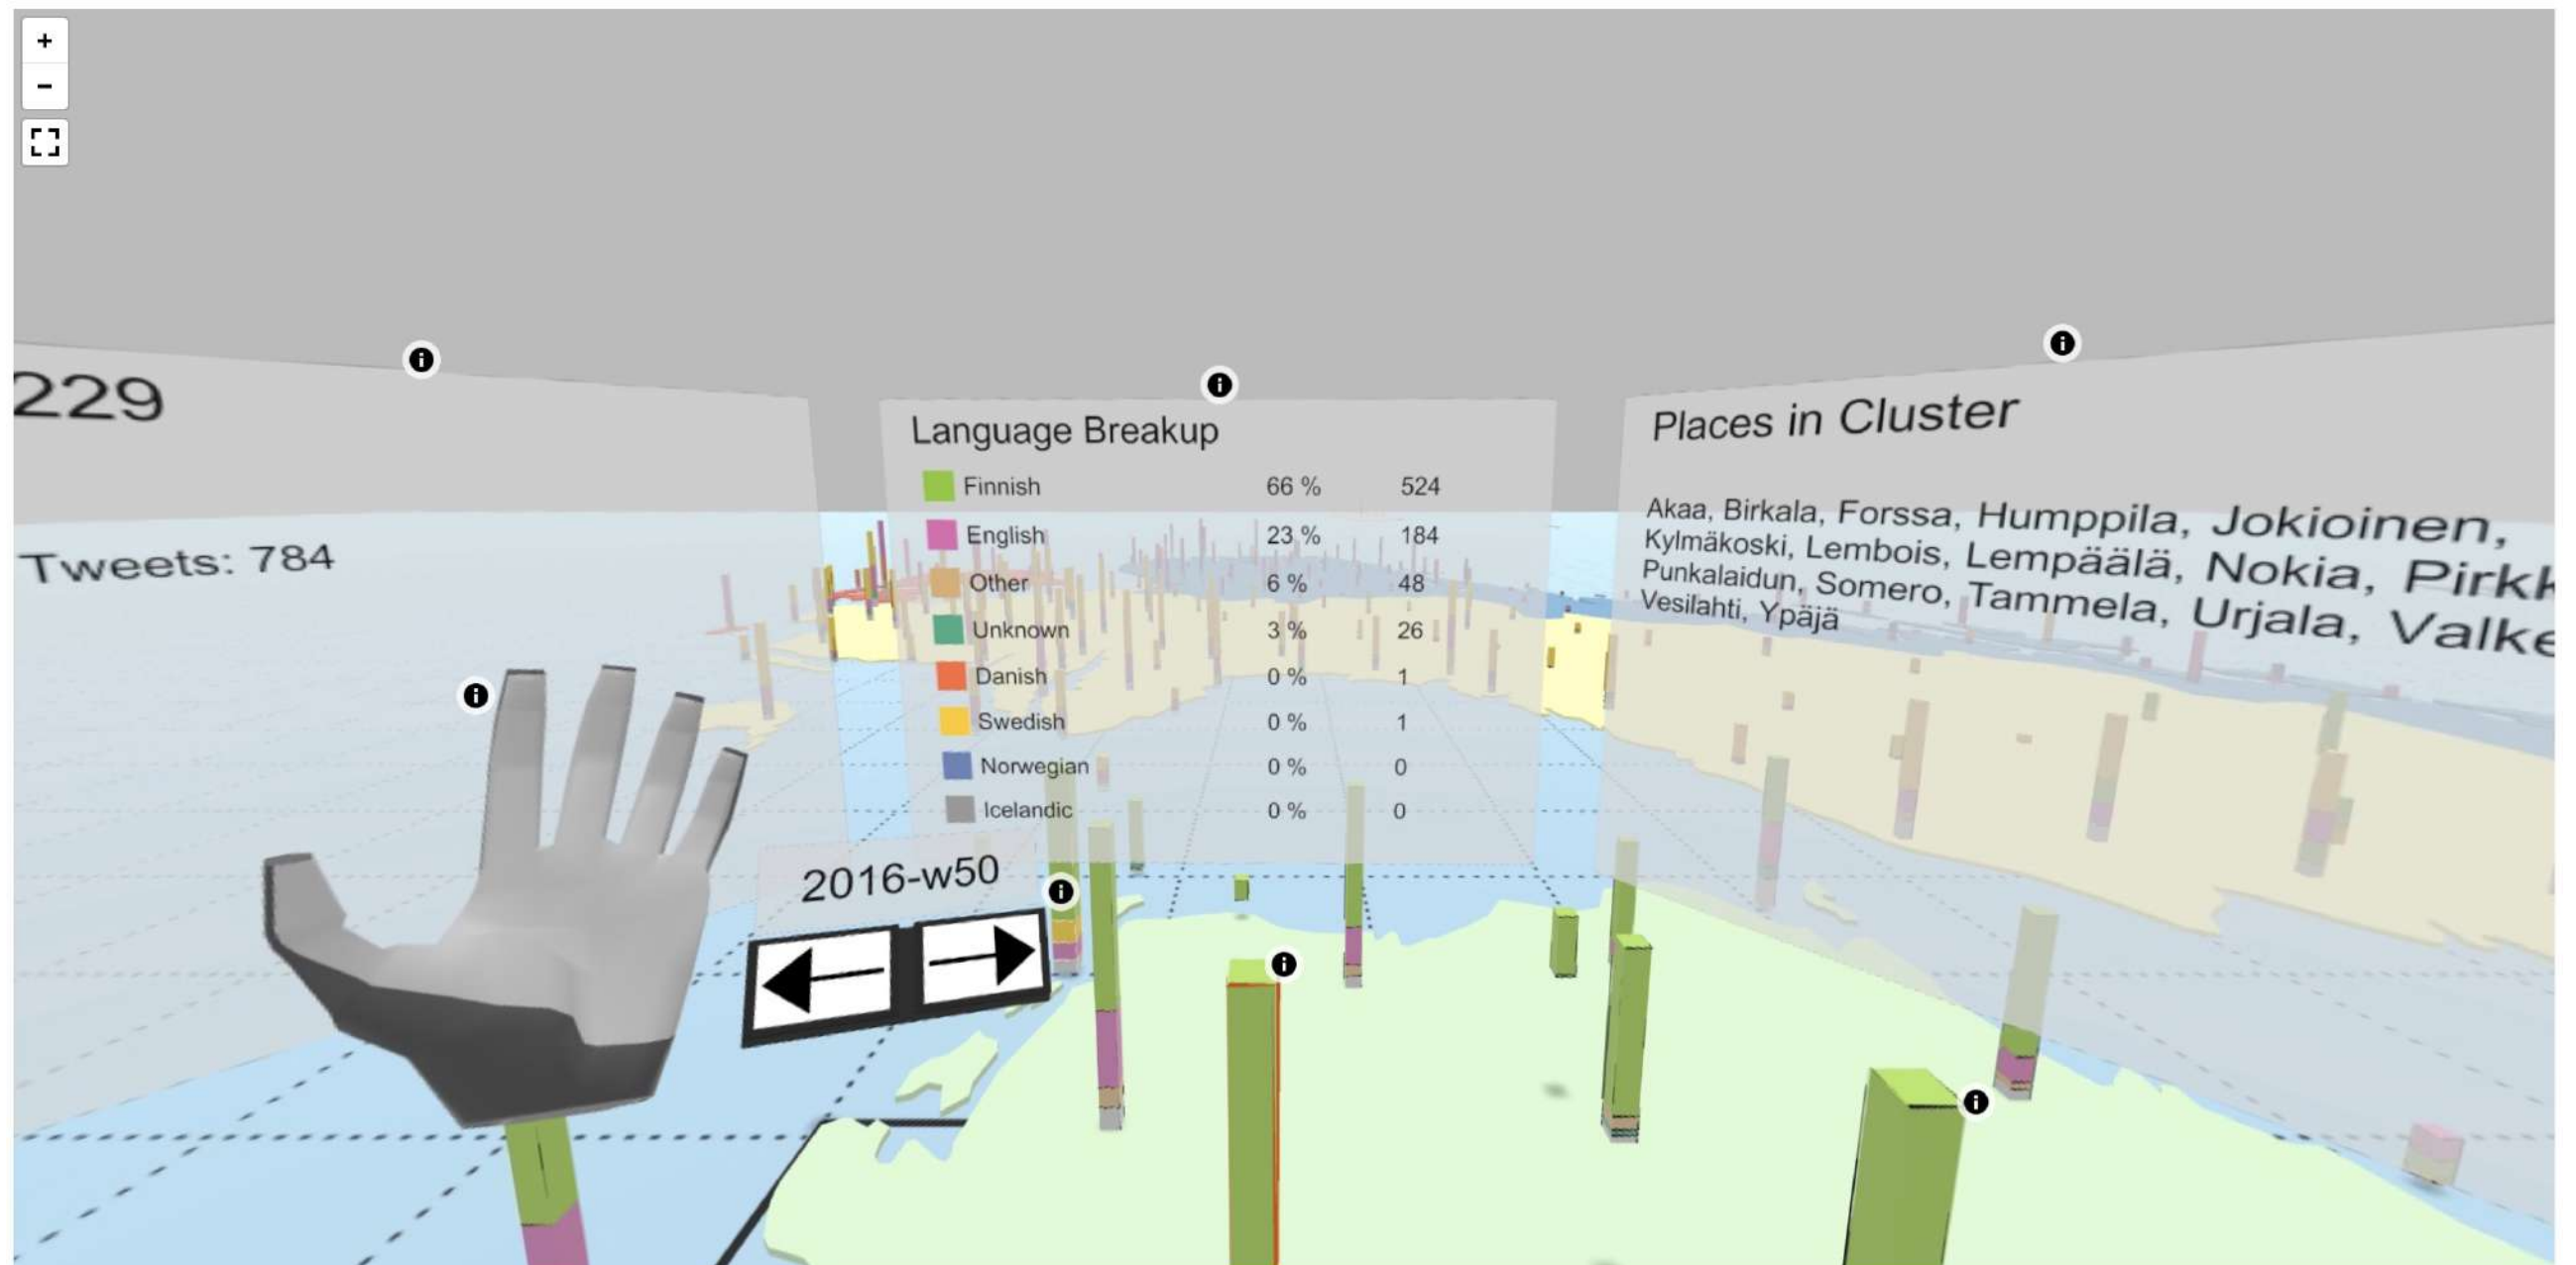 +
−
229
Tweets: 784
Language Breakup
Finnish 66 % 524
English 23 % 184
Other 6 % 48
Unknown 3 % 26
Danish 0 % 1
Swedish 0 % 1
Norwegian 0 % 0
Icelandic 0 % 0
Places in Cluster
Akaa, Birkala, Forssa, Humppila, Jokioinen,
Kylmäkoski, Lembois, Lempäälä, Nokia, Pirkk
Punkalaidun, Somero, Tammela, Urjala, Valke
Vesilahti, Ypäjä
2016-w50